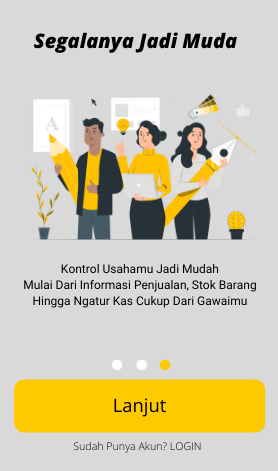 Segalanya Jadi Muda
A
Kontrol Usahamu Jadi Mudah
Mulai Dari Informasi Penjualan, Stok Barang
Hingga Ngatur Kas Cukup Dari Gawaimu
Lanjut
Sudah Punya Akun? LOGIN